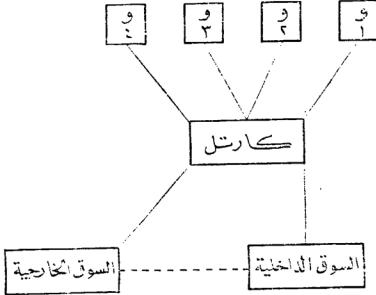 و ١
و ٢
و ٣
و ٤
كارتل
السوق الداخلية
السوق الخارجية